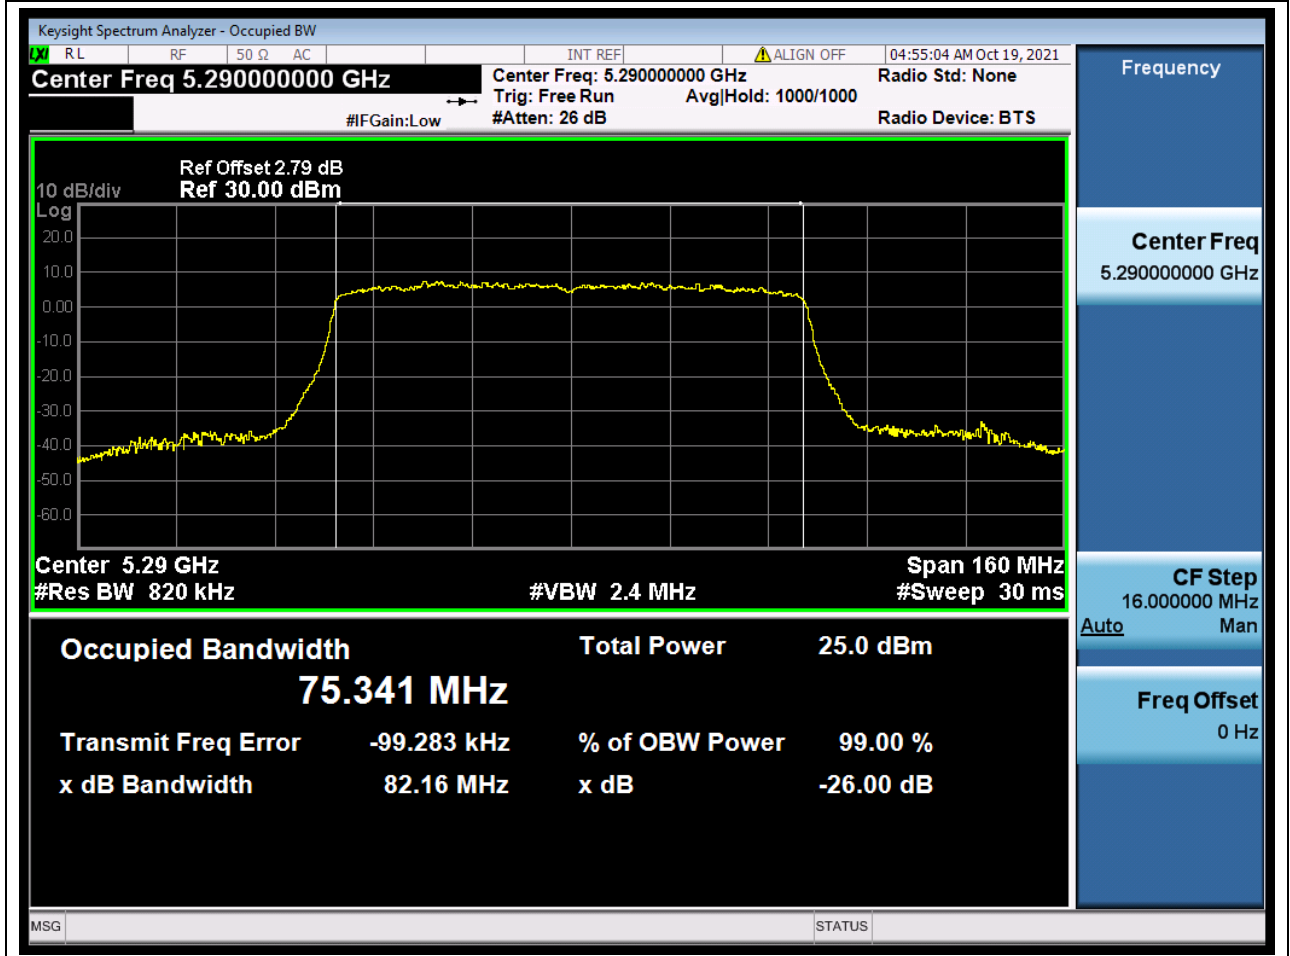 Keysight Spectrum Analyzer - Occupied BW
LXI RL RF 50 Ω AC INT REF ALIGN OFF 04:55:04 AM Oct 19, 2021
Center Freq 5.290000000 GHz
Center Freq: 5.290000000 GHz Radio Std: None
Trig: Free Run Avg|Hold: 1000/1000
#IFGain:Low #Atten: 26 dB Radio Device: BTS
Ref Offset 2.79 dB
10 dB/div Ref 30.00 dBm
Log
20.0
10.0
0.00
-10.0
-20.0
-30.0
-40.0
-50.0
-60.0
Center 5.29 GHz Span 160 MHz
#Res BW 820 kHz #VBW 2.4 MHz #Sweep 30 ms
Occupied Bandwidth Total Power 25.0 dBm
75.341 MHz
Transmit Freq Error -99.283 kHz % of OBW Power 99.00 %
x dB Bandwidth 82.16 MHz x dB -26.00 dB
MSG STATUS
Frequency
Center Freq
5.290000000 GHz
CF Step
16.000000 MHz
Auto Man
Freq Offset
0 Hz